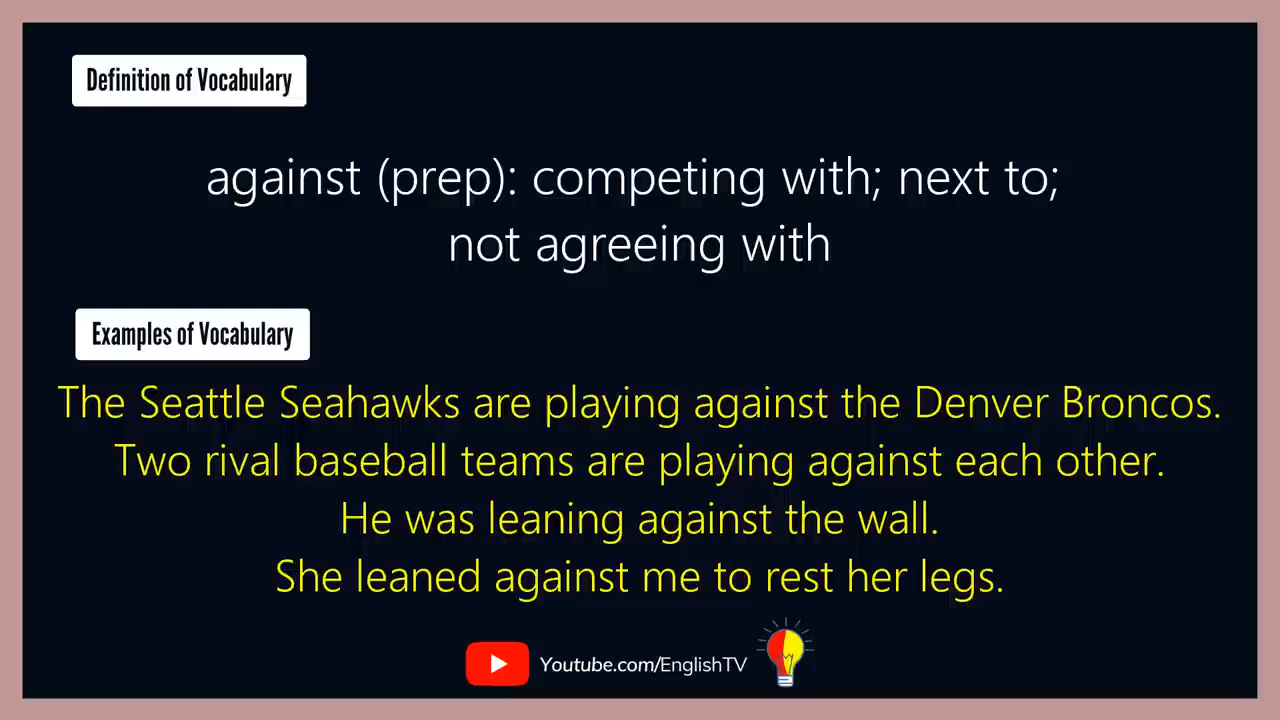 Definition of Vocabulary
against (prep): competing with; next to;
not agreeing with
Examples of Vocabulary
The Seattle Seahawks are playing against the Denver Broncos.
Two rival baseball teams are playing against each other.
He was leaning against the wall.
She leaned against me to rest her legs.
Youtube.com/EnglishTV